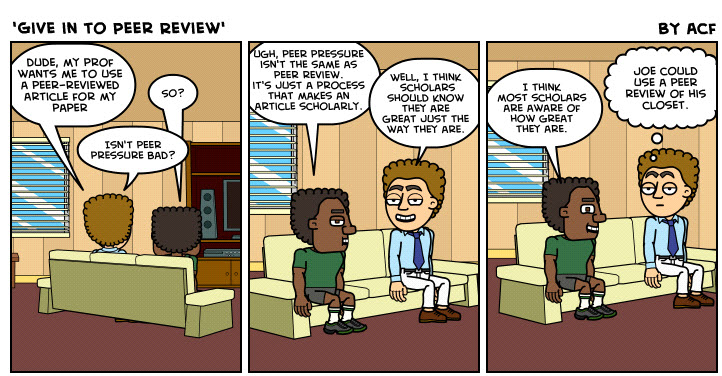 'GIVE IN TO PEER REVIEW'
BY ACF
DUDE, MY PROF
WANTS ME TO USE
A PEER-REVIEWED
ARTICLE FOR MY
PAPER
SO?
ISN'T PEER
PRESSURE BAD?
UGH, PEER PRESSURE
ISN'T THE SAME AS
PEER REVIEW.
IT'S JUST A PROCESS
THAT MAKES AN
ARTICLE SCHOLARLY.
WELL, I THINK
SCHOLARS
SHOULD KNOW
THEY ARE
GREAT JUST THE
WAY THEY ARE.
I THINK
MOST SCHOLARS
ARE AWARE OF
HOW GREAT
THEY ARE.
JOE COULD
USE A PEER
REVIEW OF HIS
CLOSET.